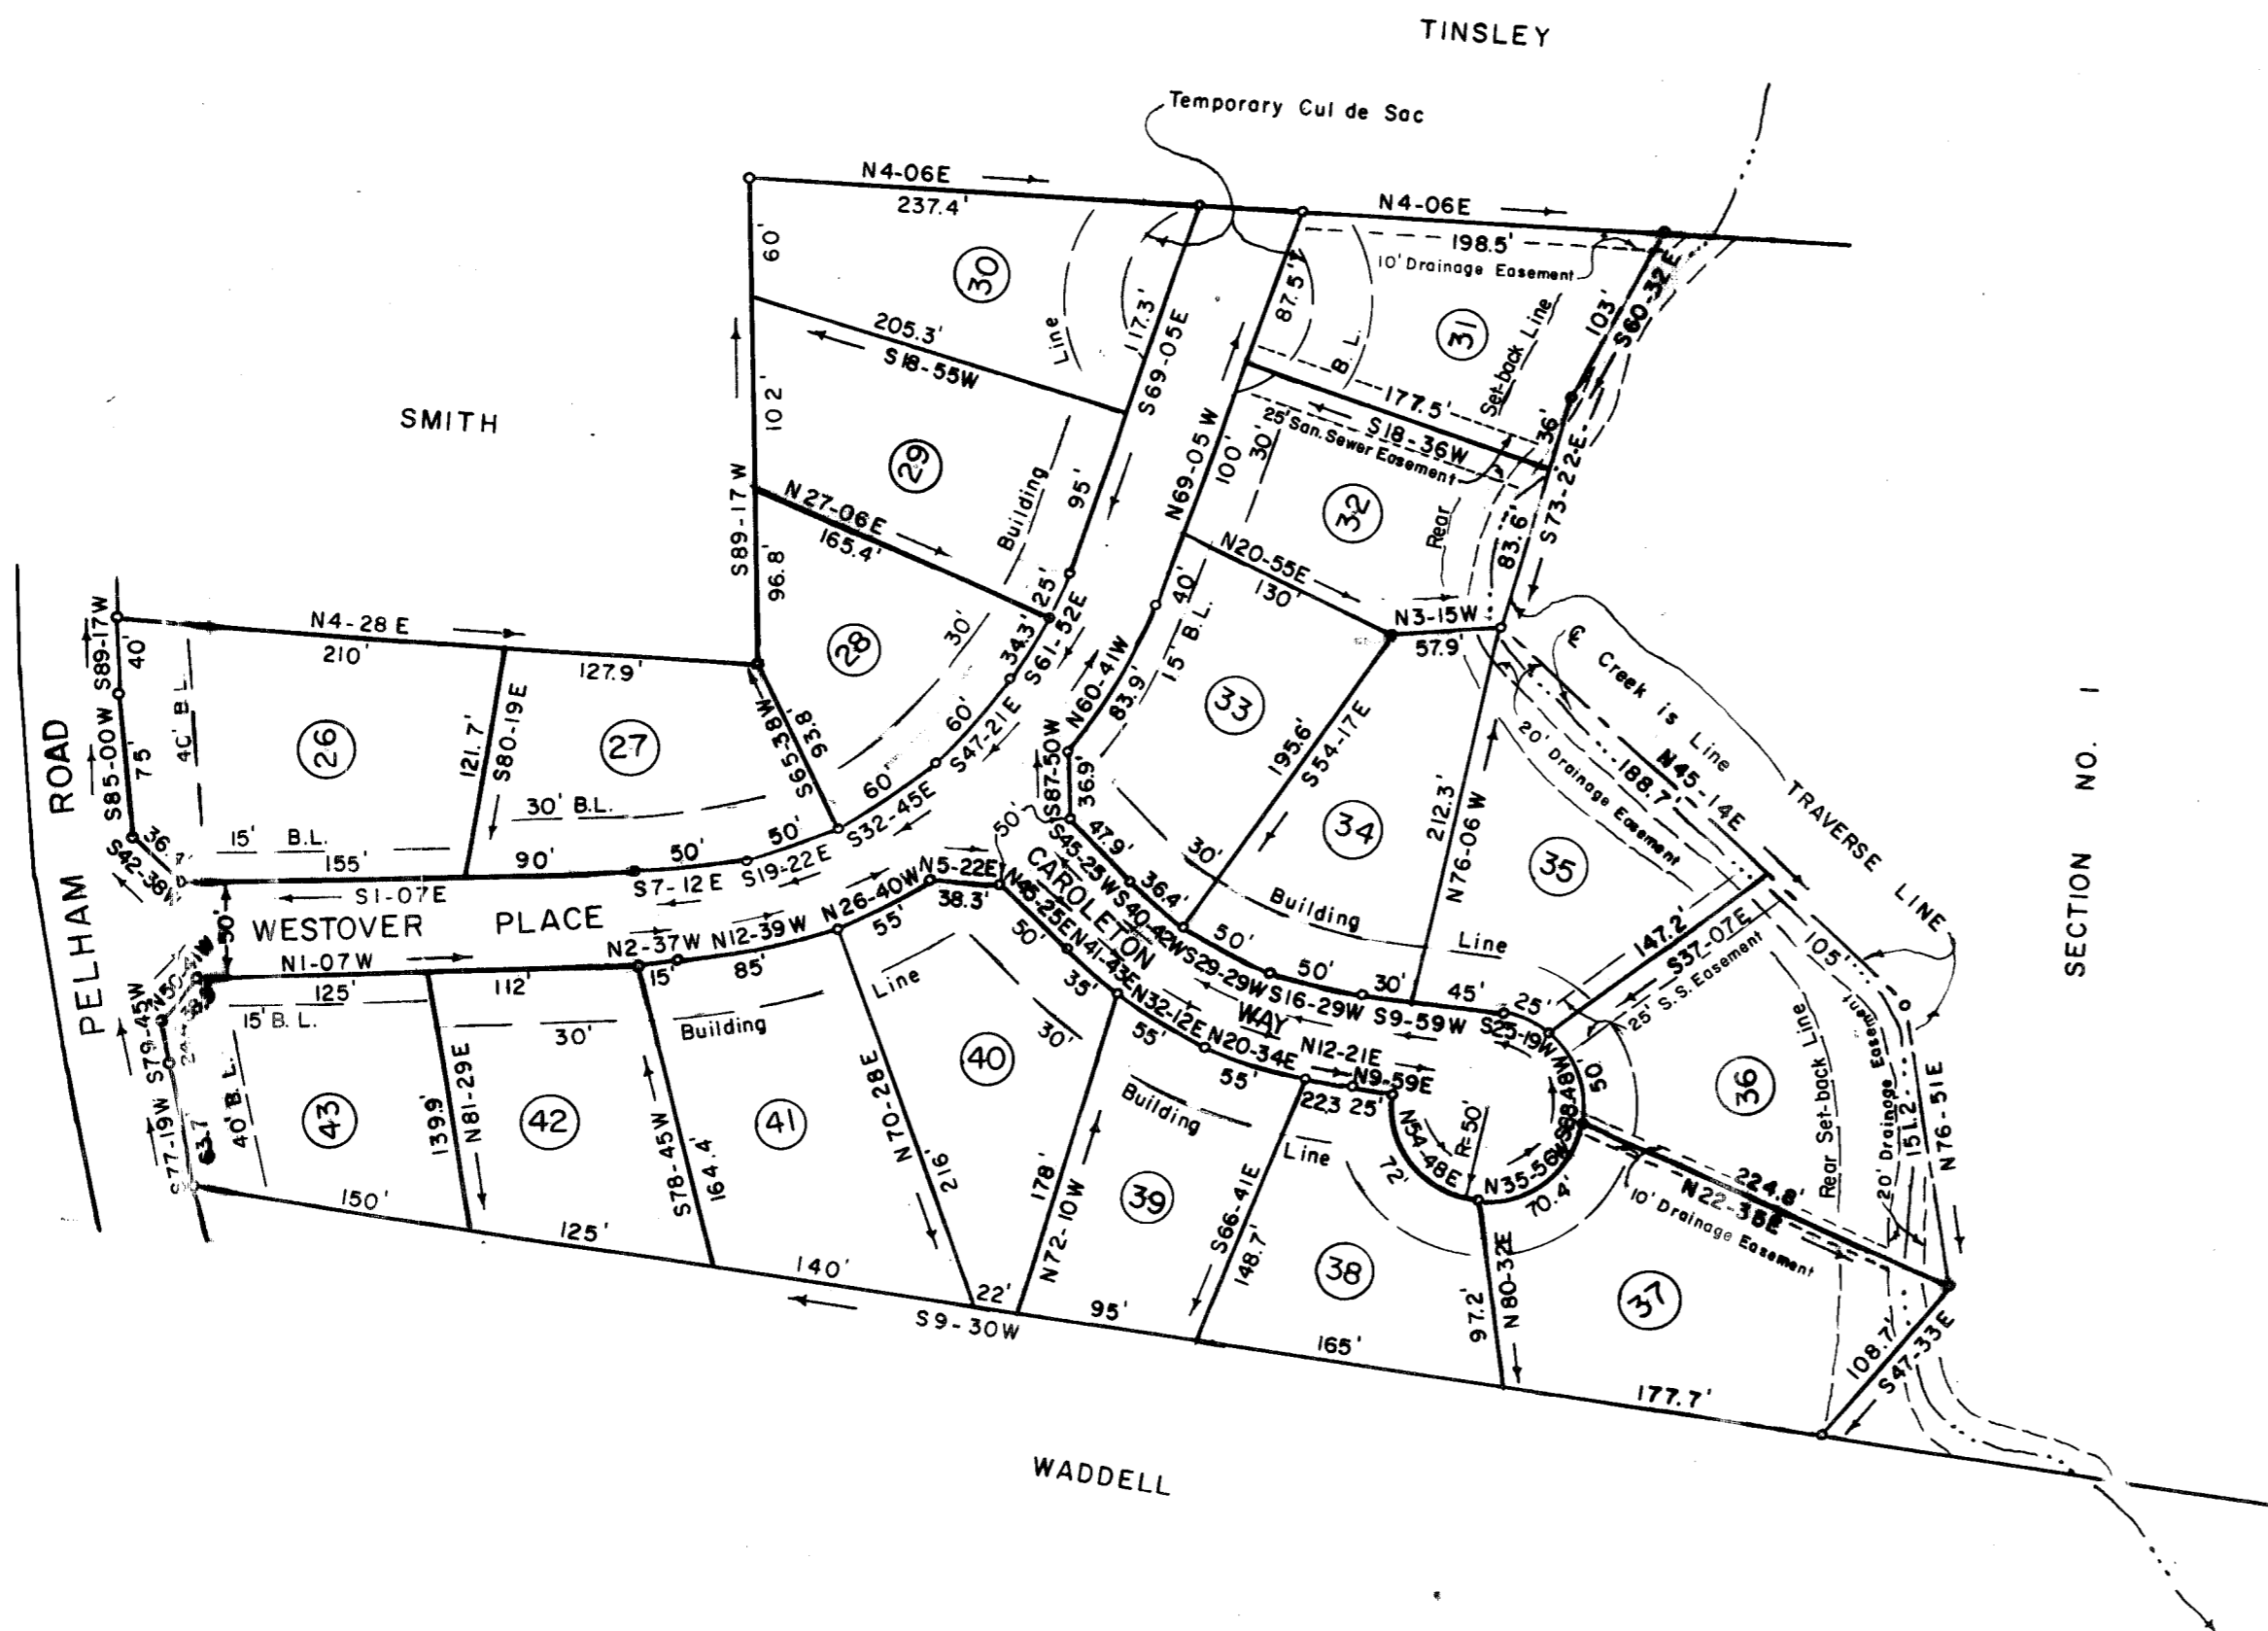 TINSLEY
Temporary Cul de Sac
N4-06E
237.4'
N4-06E
198.5'
10' Drainage Easement
60'
30
Line
117.3'
S69-05E
87.5'
B.L.
31
Set-back Line
103'
S60-32E
205.3'
S18-55W
102'
SMITH
29
Building
95'
N69-05W
100'
30'
177.5'
S18-36W
25' San. Sewer Easement
36'
S73-22-E
S89-17W
N27-06E
165.4'
96.8'
25'
32
Rear
83.6'
N20-55E
130'
40'
15' B.L.
N3-15W
57.9'
S89-17W
40'
N4-28E
210'
127.9'
28
30'
34.3'
S61-52E
60'
S47-21E
N60-41W
83.9'
33
℄ Creek is Line
TRAVERSE LINE
SECTION NO. 1
PELHAM ROAD
S85-00W
75'
40' B.L.
26
121.7'
S80-19E
27
30' B.L.
S65-38W
93.8'
60'
S32-45E
S87-50W
36.9'
50'
195.6'
S54-17E
34
212.3'
N76-06W
35
20' Drainage Easement
188.7'
N45-14E
S42-38W
36.
15' B.L.
155'
90'
50'
50'
S1-07E
S7-12E
S19-22E
47.9'
S45-25W
36.4'
S40-42W
30'
Building
Line
147.2'
S37-07E
25' S.S. Easement
105'
50'
WESTOVER PLACE
N26-40W
55'
N5-22E
38.3'
CAROLETON WAY
N45-25E
50'
N41-43E
35'
50'
S29-29W
50'
S16-29W
30'
45'
S9-59W
25'
S25-19W
N1-07W
125'
112'
N2-37W
15'
N12-39W
85'
Line
15' B.L.
30'
Building
40
30'
N32-12E
55'
N20-34E
55'
N12-21E
22.3
N9-59E
25'
50'
S88-48W
36
Rear Set-back Line
20' Drainage Easement
151.2
N76-51E
S79-45W
S77-19W
63.7
40' B.L.
43
139.9'
N81-29E
42
S78-45W
164.4'
41
N70-28E
216'
178'
N72-10W
Building
Line
39
S66-41E
148.7'
38
N54-48E
72'
R=50'
N35-56W
70.4'
224.8'
10' Drainage Easement
97.2'
N80-32E
37
108.7'
S47-33E
150'
125'
140'
22'
95'
165'
177.7'
S9-30W
WADDELL